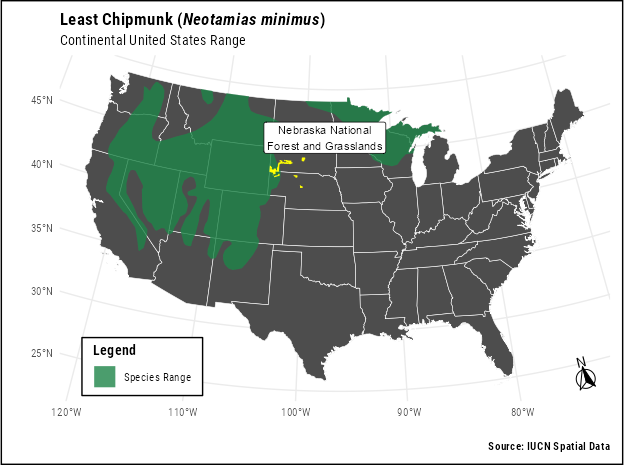 Least Chipmunk (Neotamias minimus)
Continental United States Range
45°N
Nebraska National
Forest and Grasslands
40°N
35°N
30°N
25°N
Legend
Species Range
N
120°W
110°W
100°W
90°W
80°W
Source: IUCN Spatial Data